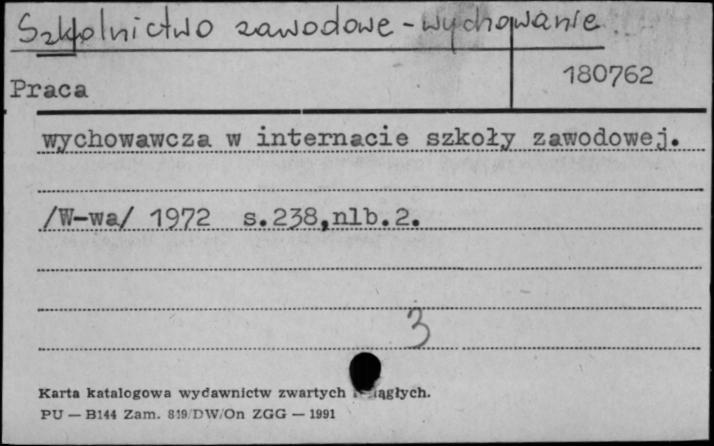 Szkolnictwo zawodowe - wychowanie
180762
Praca
wychowawcza w internacie szkoły zawodowej.
/W-wa/ 1972 s.238,nlb.2.
3
Karta katalogowa wydawnictw zwartych i ciągłych.
PU — B144 Zam. 819/DW/On ZGG — 1991